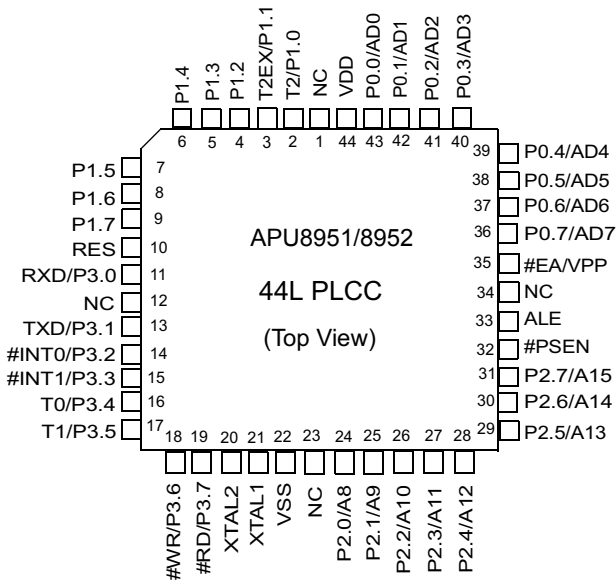 P1.4
P1.3
P1.2
T2EX/P1.1
T2/P1.0
NC
VDD
P0.0/AD0
P0.1/AD1
P0.2/AD2
P0.3/AD3
6 5 4 3 2 1 44 43 42 41 40
P1.5 7
P1.6 8
P1.7 9
RES 10
RXD/P3.0 11
NC 12
TXD/P3.1 13
#INT0/P3.2 14
#INT1/P3.3 15
T0/P3.4 16
T1/P3.5 17
APU8951/8952
44L PLCC
(Top View)
39 P0.4/AD4
38 P0.5/AD5
37 P0.6/AD6
36 P0.7/AD7
35 #EA/VPP
34 NC
33 ALE
32 #PSEN
31 P2.7/A15
30 P2.6/A14
29 P2.5/A13
18 19 20 21 22 23 24 25 26 27 28
#WR/P3.6
#RD/P3.7
XTAL2
XTAL1
VSS
NC
P2.0/A8
P2.1/A9
P2.2/A10
P2.3/A11
P2.4/A12